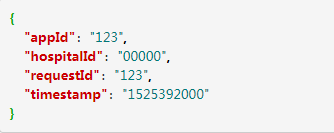 {
"appId": "123",
"hospitalId": "00000",
"requestId": "123",
"timestamp": "1525392000"
}